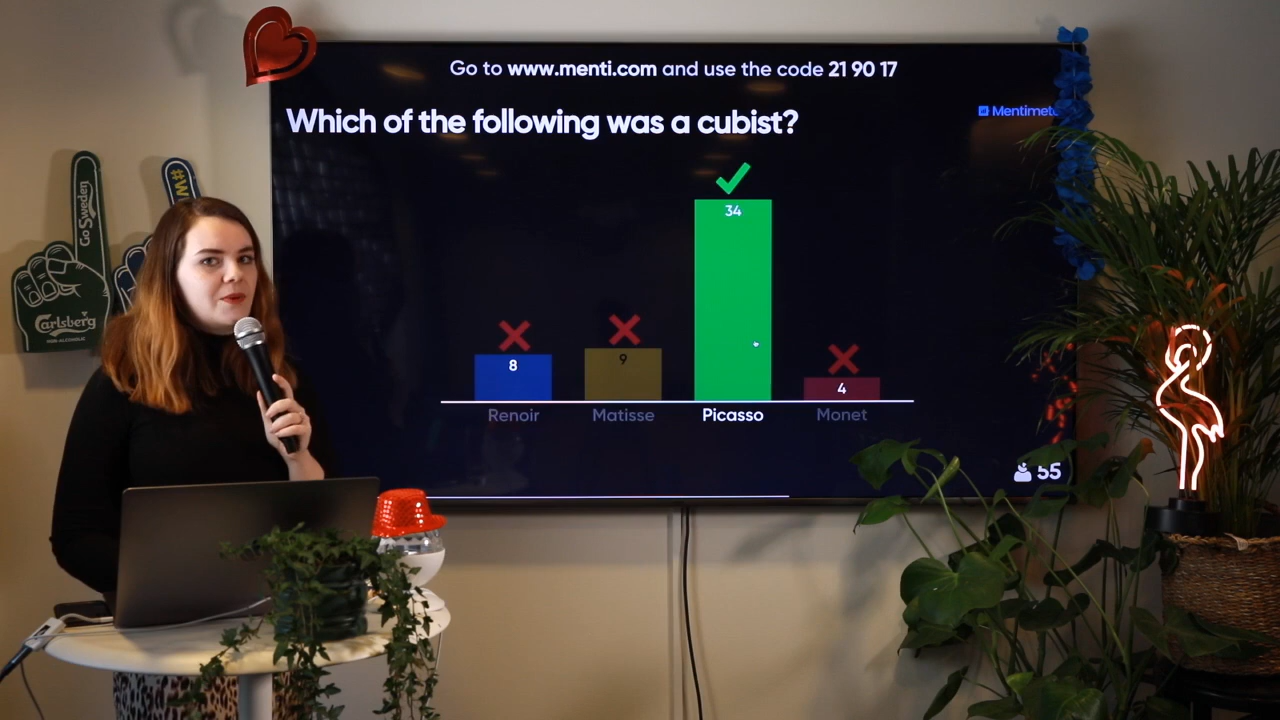 Go to www.menti.com and use the code 21 90 17
Which of the following was a cubist?
Mentimete
34
8
9
4
Renoir
Matisse
Picasso
Monet
55
Go Sweden
Carlsberg
#W